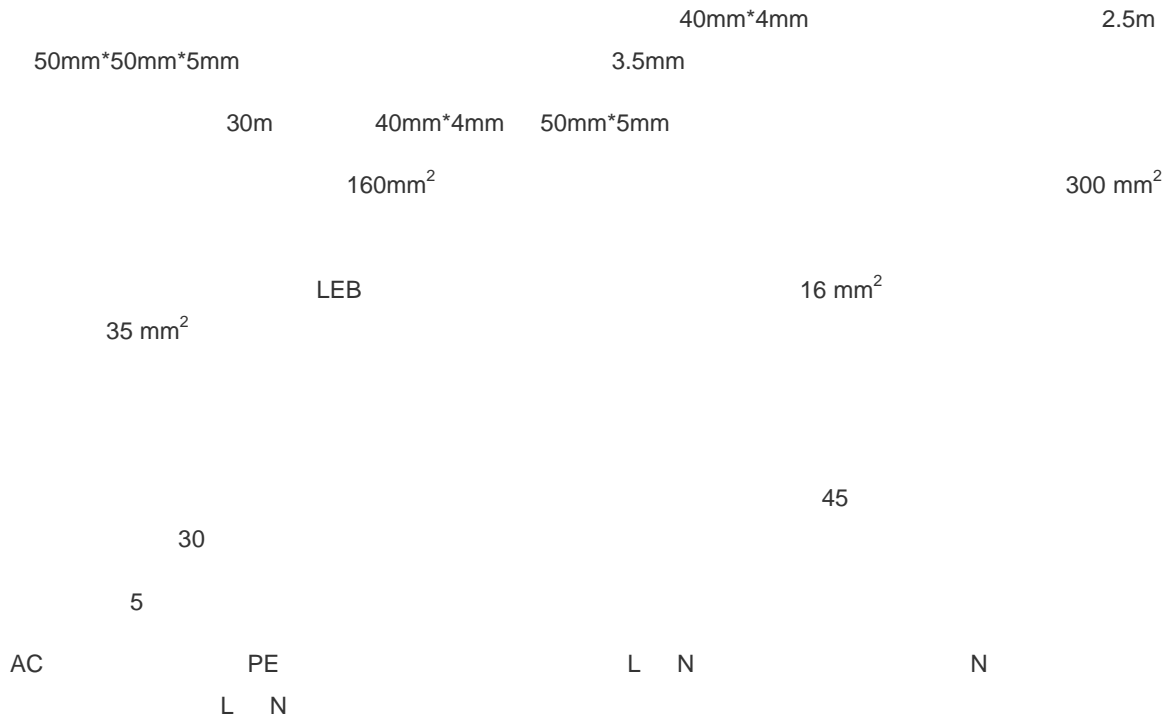 40mm*4mm 2.5m
50mm*50mm*5mm 3.5mm
30m 40mm*4mm 50mm*5mm
160mm² 300 mm²
LEB 16 mm²
35 mm²
45
30
5
AC PE L N N
L N